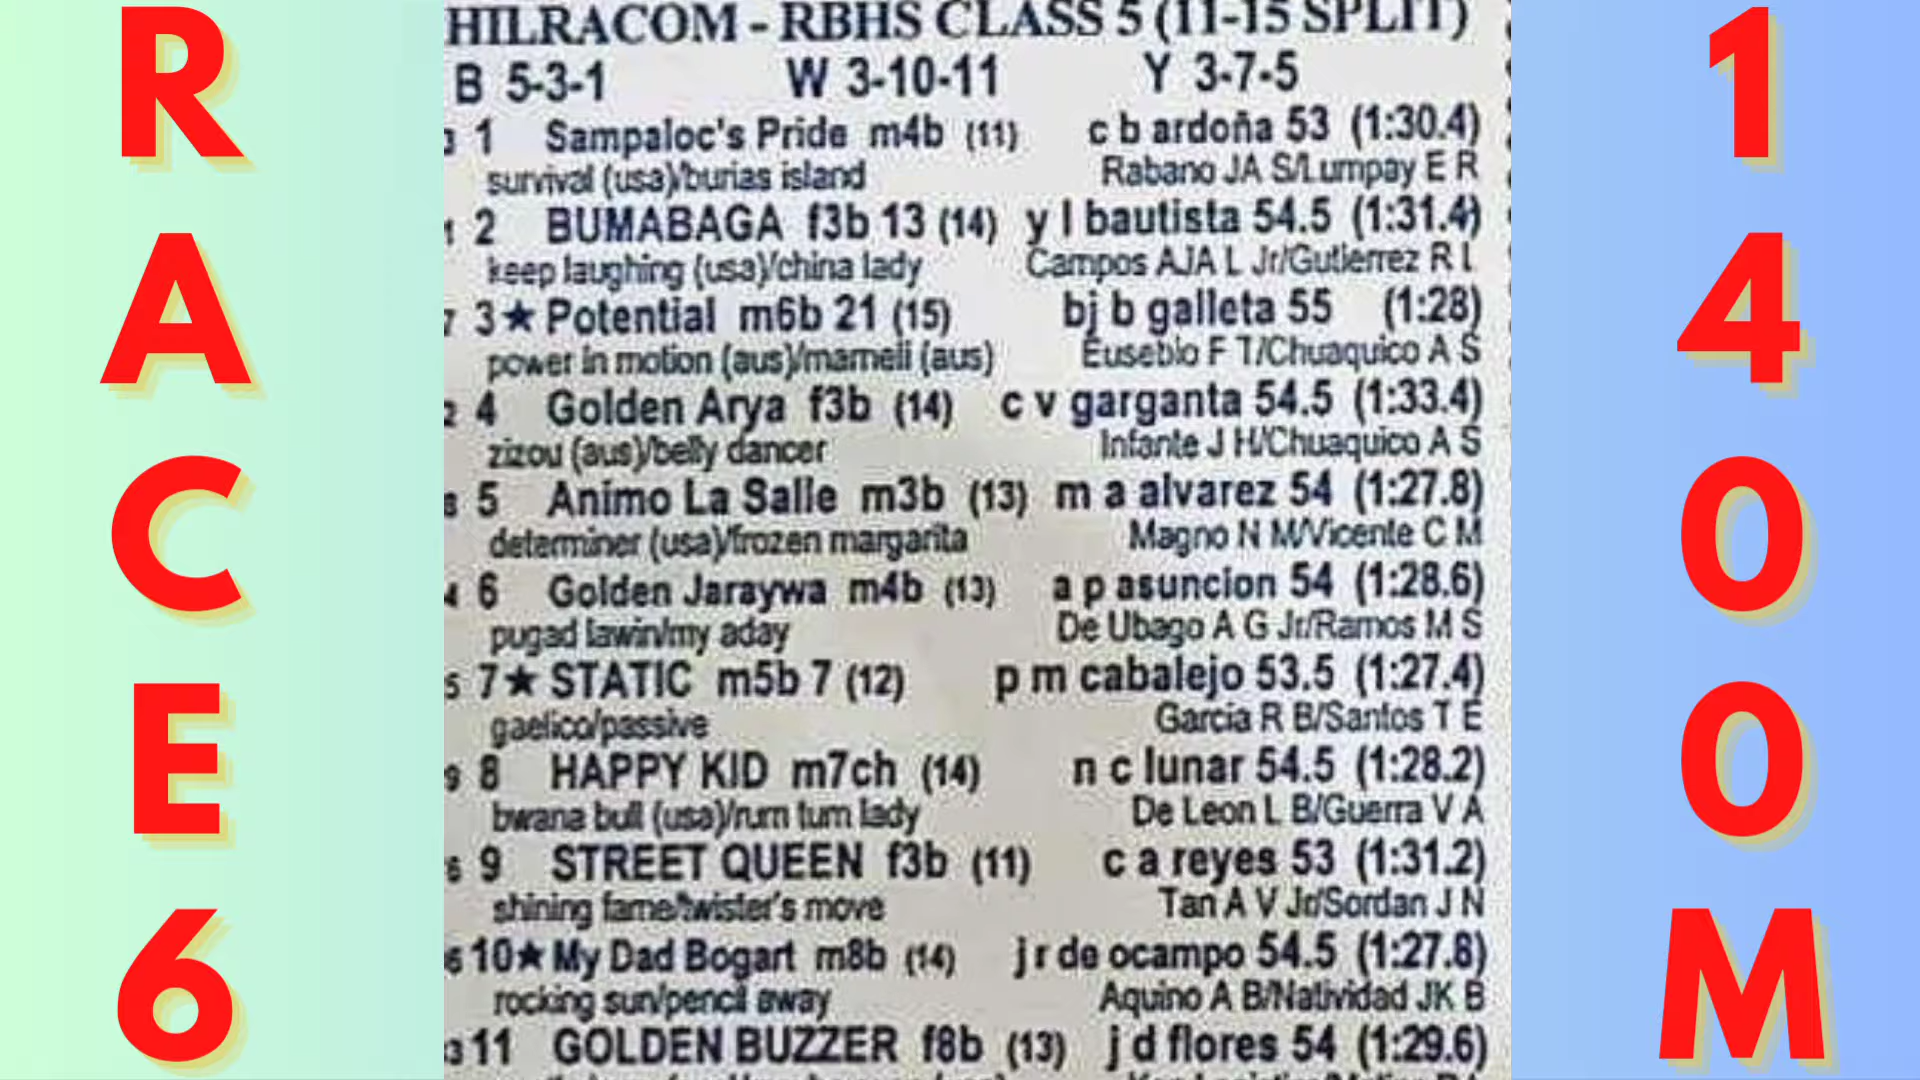 RACE 6
HILRACOM - RBHS CLASS 5 (11-15 SPLIT)
B 5-3-1 W 3-10-11 Y 3-7-5
1 Sampaloc's Pride m4b (11) c b ardoña 53 (1:30.4)
survival (usa)/burias island Rabano JA S/Lumpay E R
2 BUMABAGA f3b 13 (14) y l bautista 54.5 (1:31.4)
keep laughing (usa)/china lady Campos AJA L Jr/Gutierrez R L
7 3★ Potential m6b 21 (15) bj b galleta 55 (1:28)
power in motion (aus)/mameli (aus) Eusebio F T/Chuaquico A S
2 4 Golden Arya f3b (14) c v garganta 54.5 (1:33.4)
zizou (aus)/belly dancer Infante J H/Chuaquico A S
5 Animo La Salle m3b (13) m a alvarez 54 (1:27.8)
determiner (usa)/frozen margarita Magno N M/Vicente C M
4 6 Golden Jaraywa m4b (13) a p asuncion 54 (1:28.6)
pugad lawin/my aday De Ubago A G Jr/Ramos M S
5 7★ STATIC m5b 7 (12) p m cabalejo 53.5 (1:27.4)
gaelico/passive Garcia R B/Santos T E
9 8 HAPPY KID m7ch (14) n c lunar 54.5 (1:28.2)
bwana bull (usa)/rum tum lady De Leon L B/Guerra V A
6 9 STREET QUEEN f3b (11) c a reyes 53 (1:31.2)
shining fame/twister's move Tan A V Jr/Sordan J N
6 10★ My Dad Bogart m8b (14) j r de ocampo 54.5 (1:27.8)
rocking sun/pencil away Aquino A B/Natividad JK B
3 11 GOLDEN BUZZER f8b (13) j d flores 54 (1:29.6)
1400M